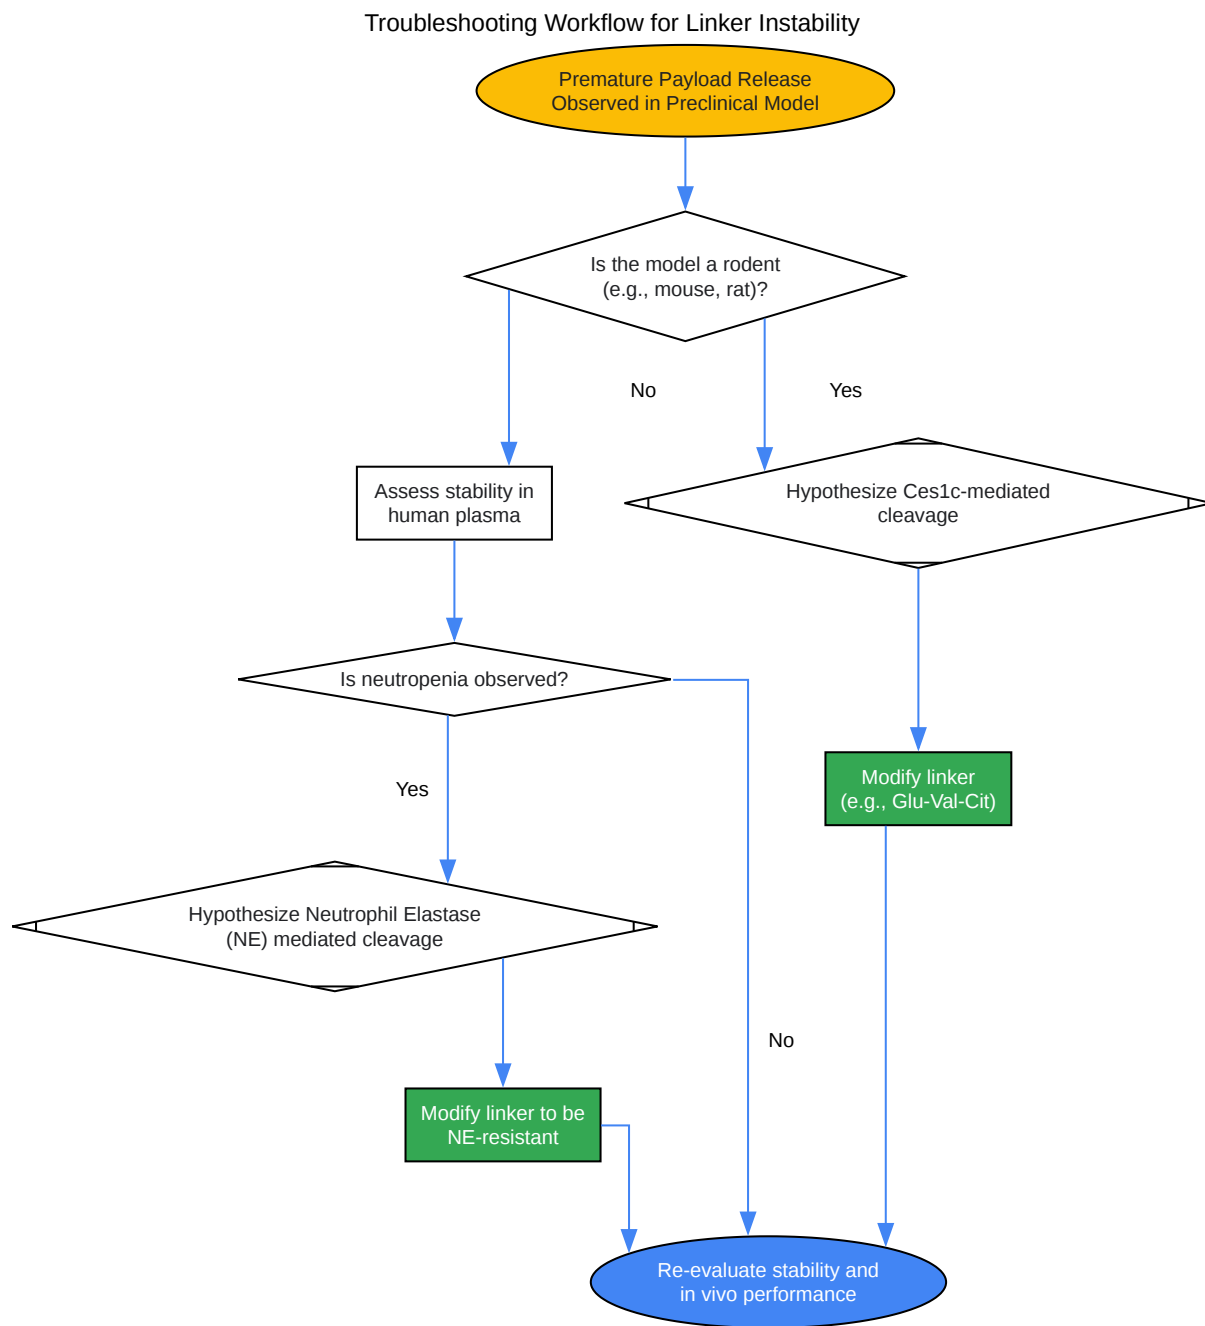 Troubleshooting Workflow for Linker Instability
Premature Payload Release
Observed in Preclinical Model
Is the model a rodent
(e.g., mouse, rat)?
No
Yes
Assess stability in
human plasma
Hypothesize Ces1c-mediated
cleavage
Is neutropenia observed?
Yes
Modify linker
(e.g., Glu-Val-Cit)
Hypothesize Neutrophil Elastase
(NE) mediated cleavage
No
Modify linker to be
NE-resistant
Re-evaluate stability and
in vivo performance